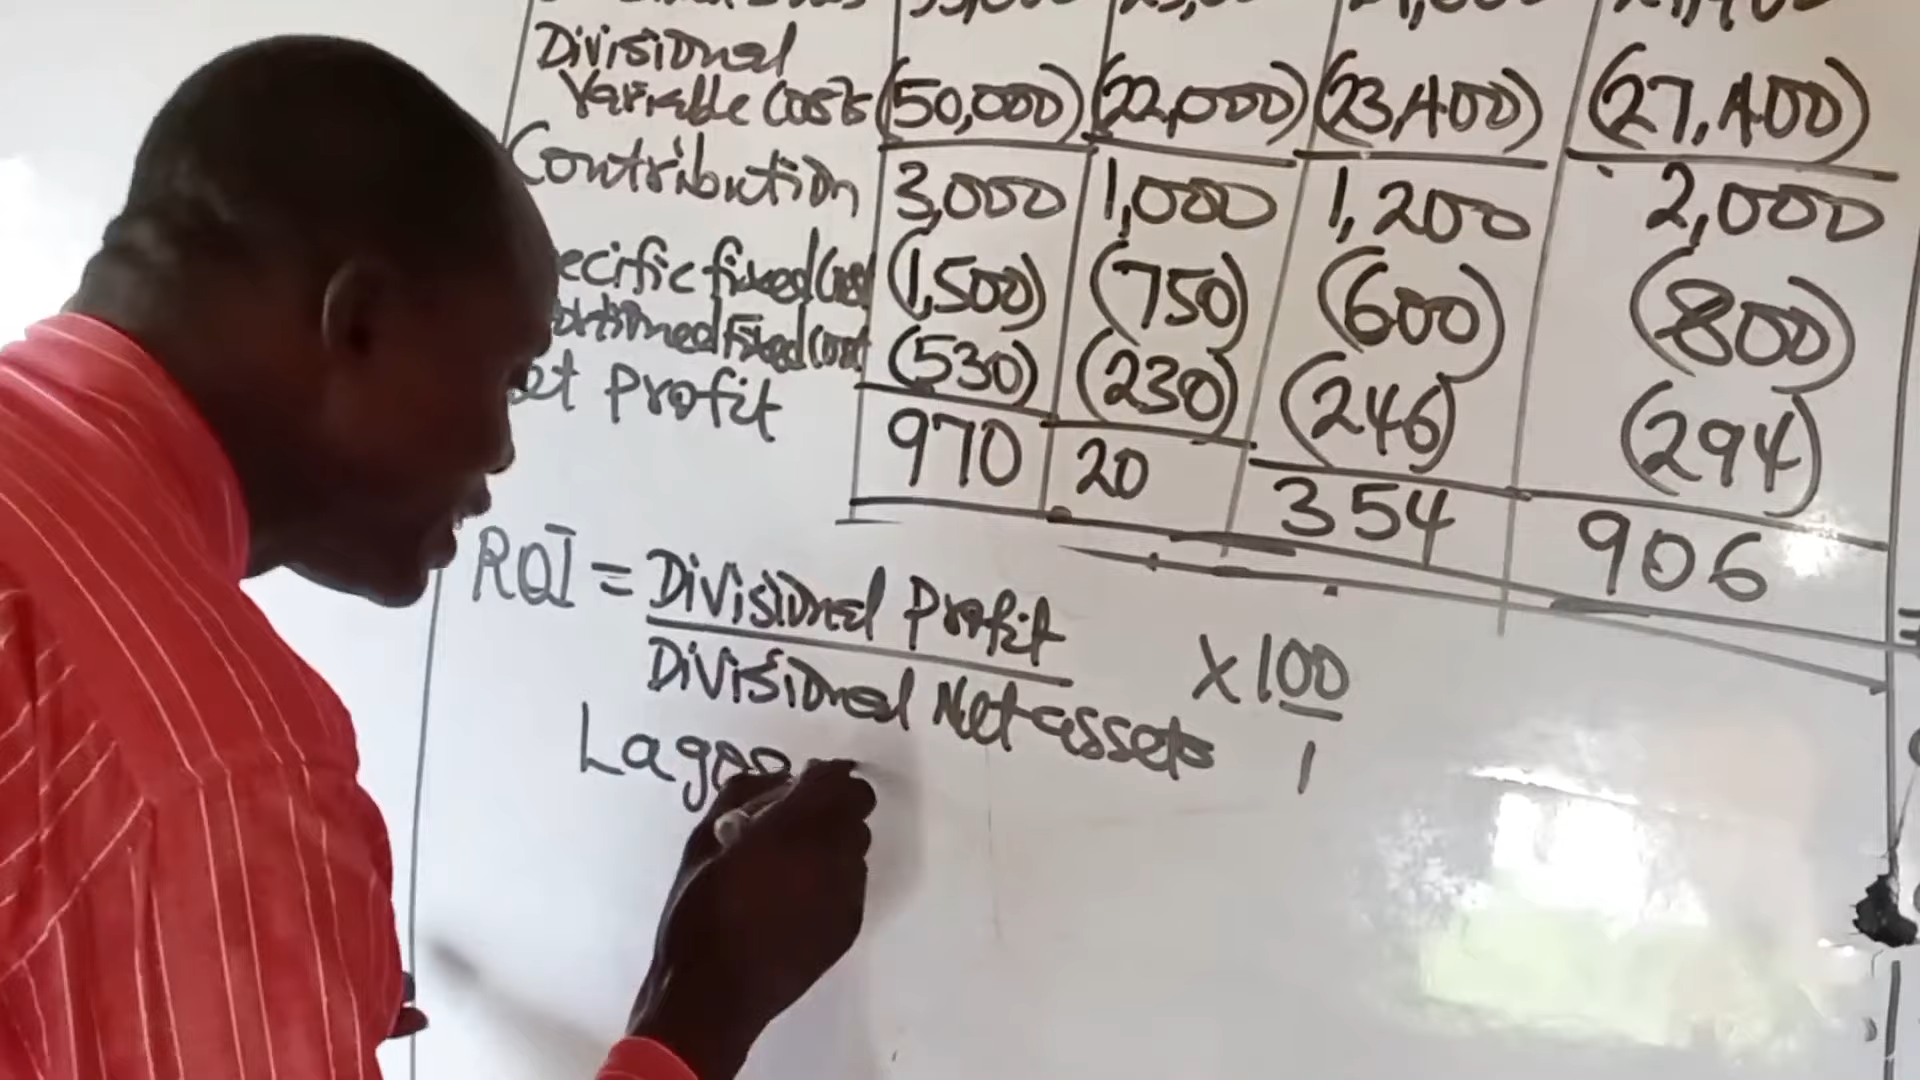 Divisional
Variable Costs (50,000) (22,000) (23,400) (27,400)
Contribution 3,000 1,000 1,200 2,000
ecific fixed Cost (1,500) (750) (600) (800)
Fixed Cost (530) (230) (246) (294)
et Profit 970 20 354 906
ROI = Divisional Profit
Divisional Net assets × 100
1
Lagos